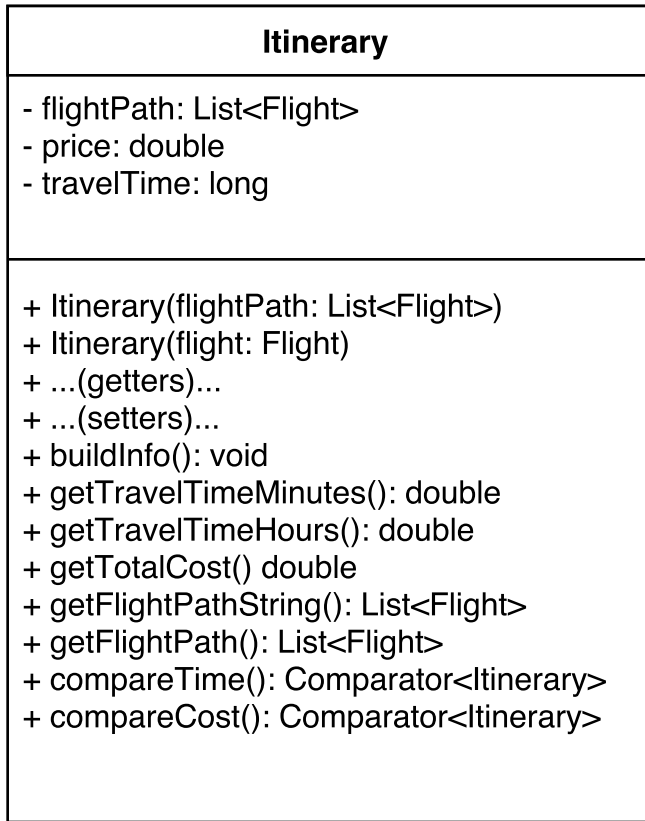 Itinerary
- flightPath: List<Flight>
- price: double
- travelTime: long
+ Itinerary(flightPath: List<Flight>)
+ Itinerary(flight: Flight)
+ ...(getters)...
+ ...(setters)...
+ buildInfo(): void
+ getTravelTimeMinutes(): double
+ getTravelTimeHours(): double
+ getTotalCost() double
+ getFlightPathString(): List<Flight>
+ getFlightPath(): List<Flight>
+ compareTime(): Comparator<Itinerary>
+ compareCost(): Comparator<Itinerary>